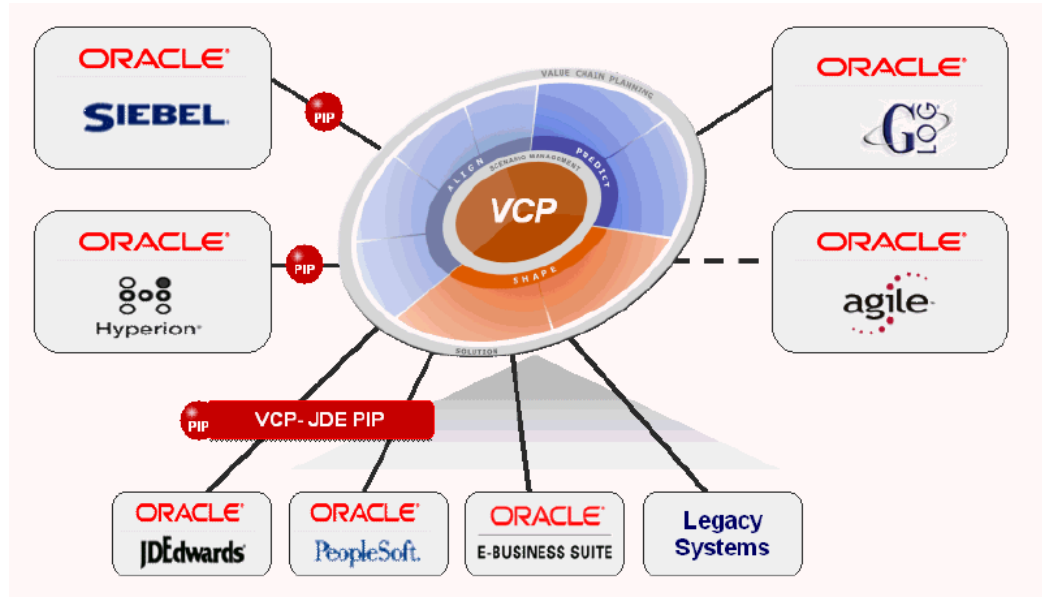 ORACLE®
SIEBEL.
PIP
ORACLE®
Hyperion®
PIP
VALUE CHAIN PLANNING
SOLUTION
ALIGN
PREDICT
SHAPE
SCENARIO MANAGEMENT
VCP
ORACLE®
G LOG®
ORACLE®
agile™
PIP
VCP- JDE PIP
ORACLE®
JDEdwards®
ORACLE®
PeopleSoft.
ORACLE®
E-BUSINESS SUITE
Legacy
Systems